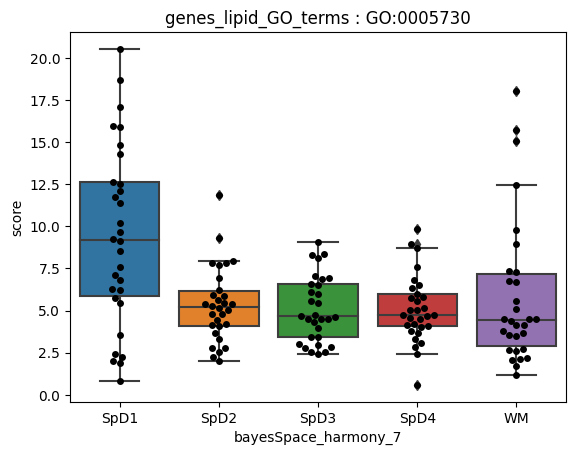 genes_lipid_GO_terms : GO:0005730
20.0
17.5
15.0
12.5
10.0
7.5
5.0
2.5
0.0
score
SpD1 SpD2 SpD3 SpD4 WM
bayesSpace_harmony_7